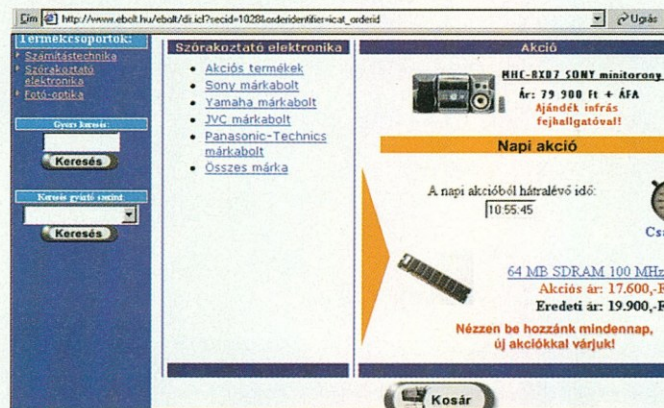 Cím http://www.ebolt.hu/ebolt/dir.icl?secid=1028&orderidentifier=icat_orderid Ugrás
Termékcsoportok:
Számítástechnika
Szórakoztató
elektronika
Fotó-optika
Gyors keresés:
Keresés
Keresés gyártó szerint:
Keresés
Szórakoztató elektronika
Akciós termékek
Sony márkabolt
Yamaha márkabolt
JVC márkabolt
Panasonic-Technics
márkabolt
Összes márka
Akció
MHC-RXD7 SONY minitorony
Ár: 79 900 Ft + ÁFA
Ajándék infrás
fejhallgatóval!
Napi akció
A napi akcióból hátralévő idő:
10:55:45
64 MB SDRAM 100 MHz
Akciós ár: 17.600,-F
Eredeti ár: 19.900,-F
Nézzen be hozzánk mindennap,
új akciókkal várjuk!
Kosár